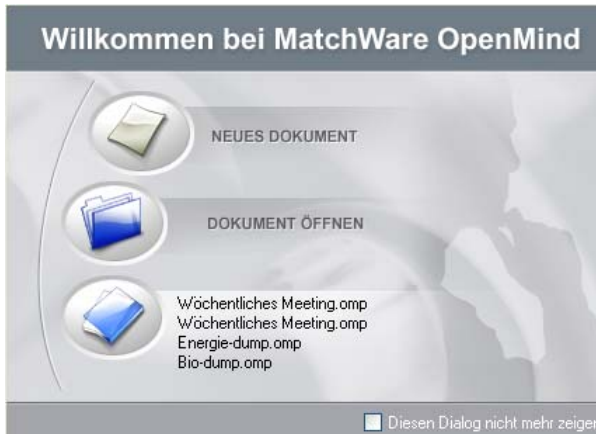 Willkommen bei MatchWare OpenMind
NEUES DOKUMENT
DOKUMENT ÖFFNEN
Wöchentliches Meeting.omp
Wöchentliches Meeting.omp
Energie-dump.omp
Bio-dump.omp
Diesen Dialog nicht mehr zeigen